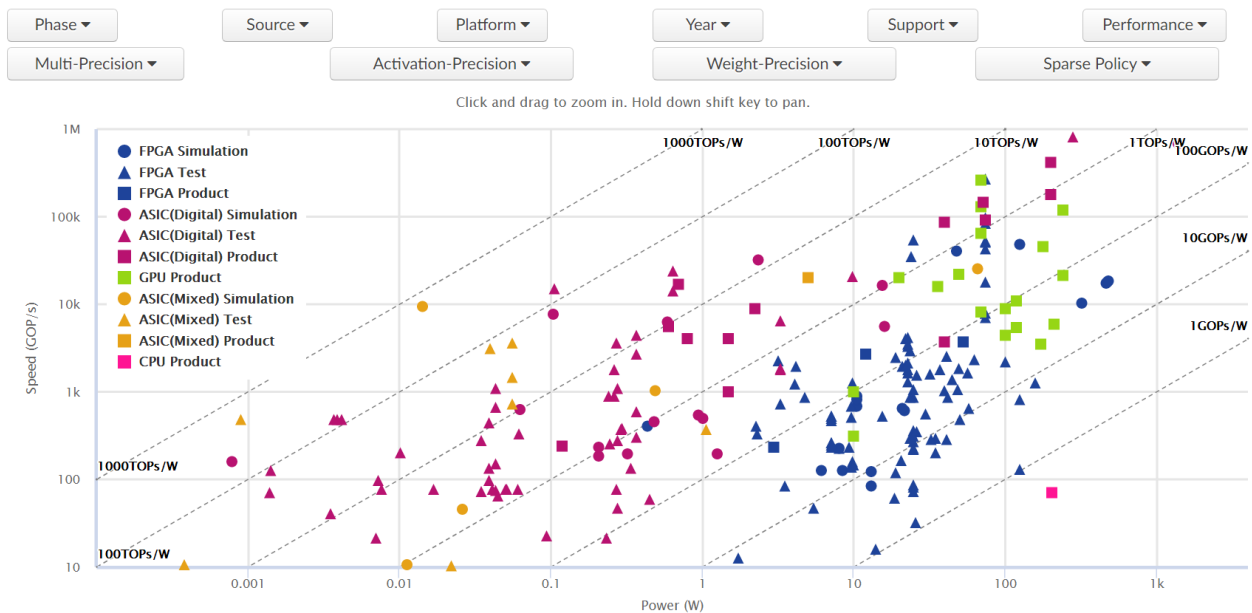 Phase Source Platform Year Support Performance
Multi-Precision Activation-Precision Weight-Precision Sparse Policy
Click and drag to zoom in. Hold down shift key to pan.
1M
100k
10k
1k
100
10
Speed (GOP/s)
FPGA Simulation
FPGA Test
FPGA Product
ASIC(Digital) Simulation
ASIC(Digital) Test
ASIC(Digital) Product
GPU Product
ASIC(Mixed) Simulation
ASIC(Mixed) Test
ASIC(Mixed) Product
CPU Product
1000TOPs/W
100TOPs/W
10TOPs/W
1TOPs/W
100GOPs/W
10GOPs/W
1GOPs/W
1000TOPs/W
100TOPs/W
0.001 0.01 0.1 1 10 100 1k
Power (W)